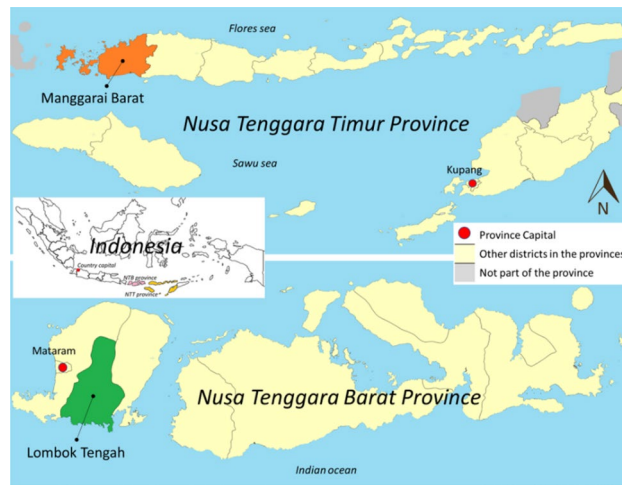 Flores sea
Manggarai Barat
Nusa Tenggara Timur Province
Sawu sea
Kupang
N
Indonesia
Country capital
NTB province
NTT province
Province Capital
Other districts in the provinces
Not part of the province
Mataram
Nusa Tenggara Barat Province
Lombok Tengah
Indian ocean